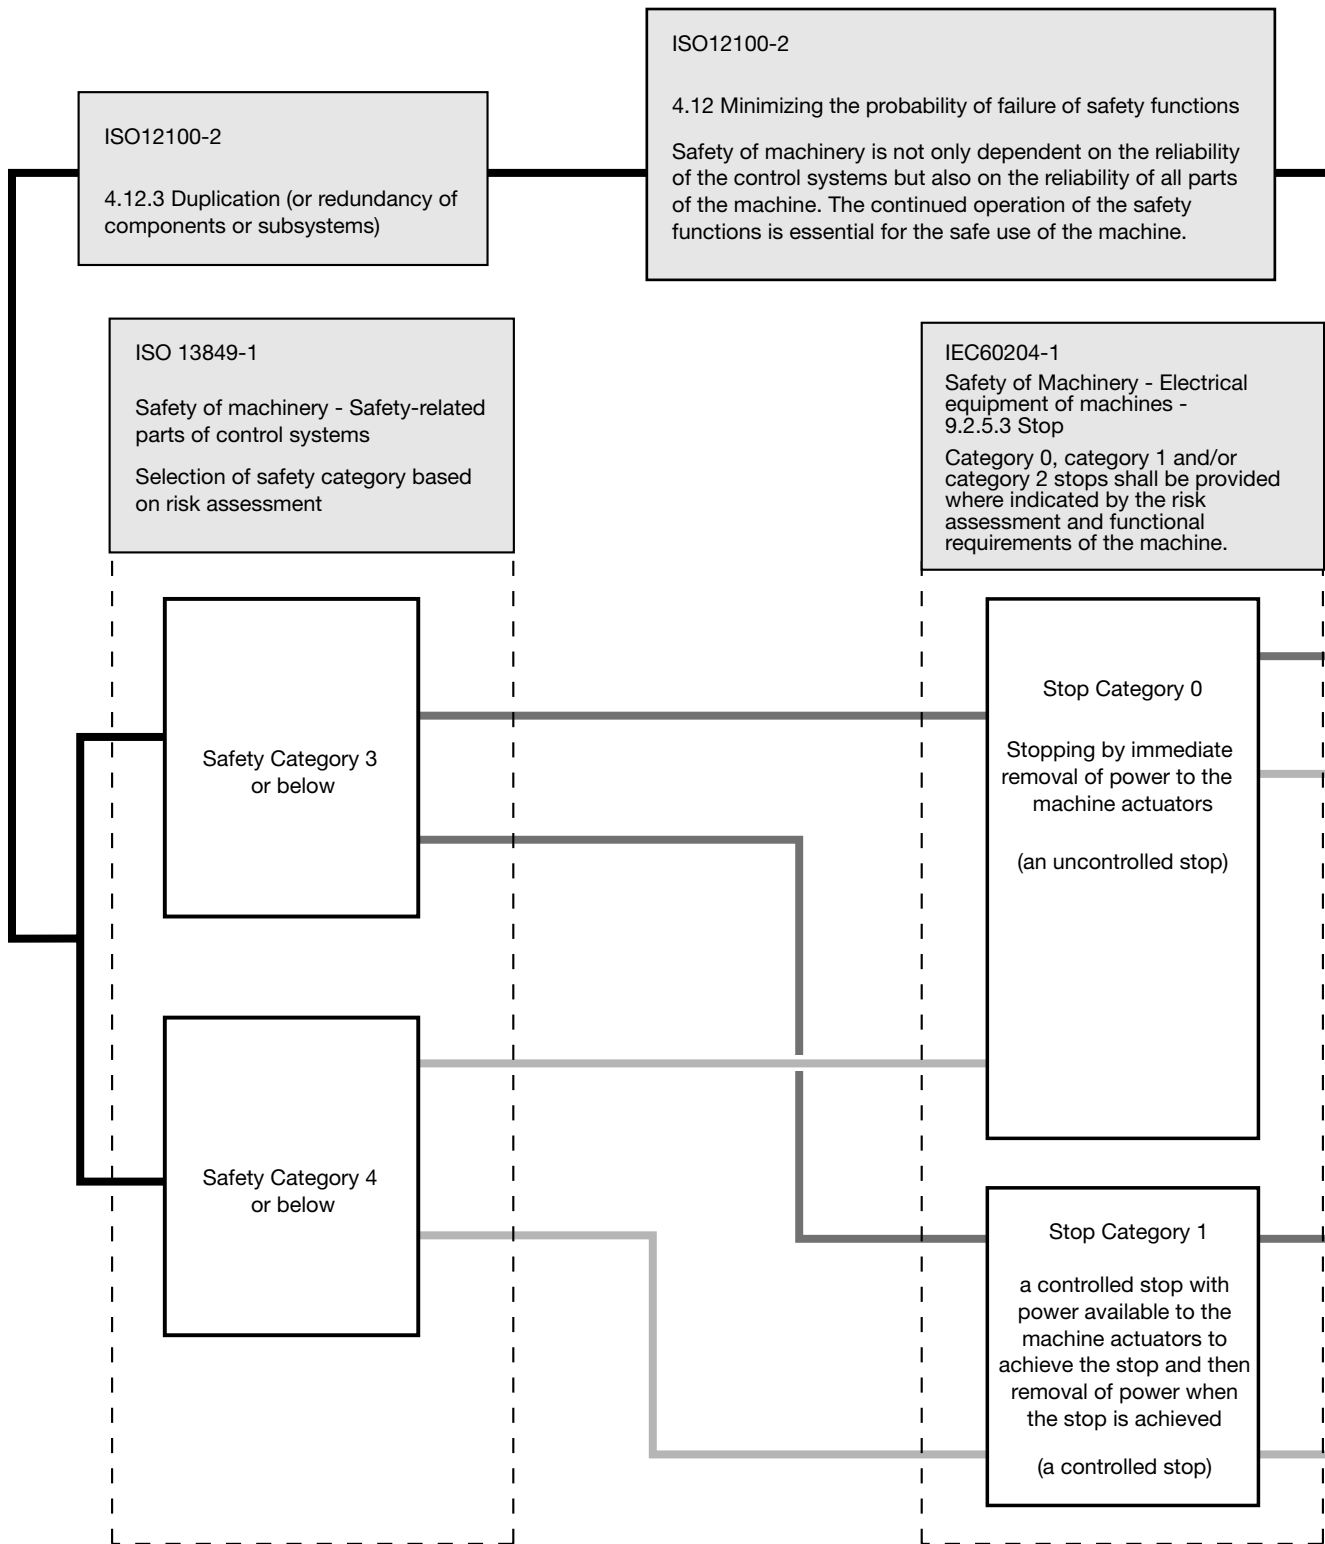 ISO12100-2
4.12.3 Duplication (or redundancy of
components or subsystems)
ISO12100-2
4.12 Minimizing the probability of failure of safety functions
Safety of machinery is not only dependent on the reliability
of the control systems but also on the reliability of all parts
of the machine. The continued operation of the safety
functions is essential for the safe use of the machine.
ISO 13849-1
Safety of machinery - Safety-related
parts of control systems
Selection of safety category based
on risk assessment
IEC60204-1
Safety of Machinery - Electrical
equipment of machines -
9.2.5.3 Stop
Category 0, category 1 and/or
category 2 stops shall be provided
where indicated by the risk
assessment and functional
requirements of the machine.
Safety Category 3
or below
Stop Category 0
Stopping by immediate
removal of power to the
machine actuators
(an uncontrolled stop)
Safety Category 4
or below
Stop Category 1
a controlled stop with
power available to the
machine actuators to
achieve the stop and then
removal of power when
the stop is achieved
(a controlled stop)